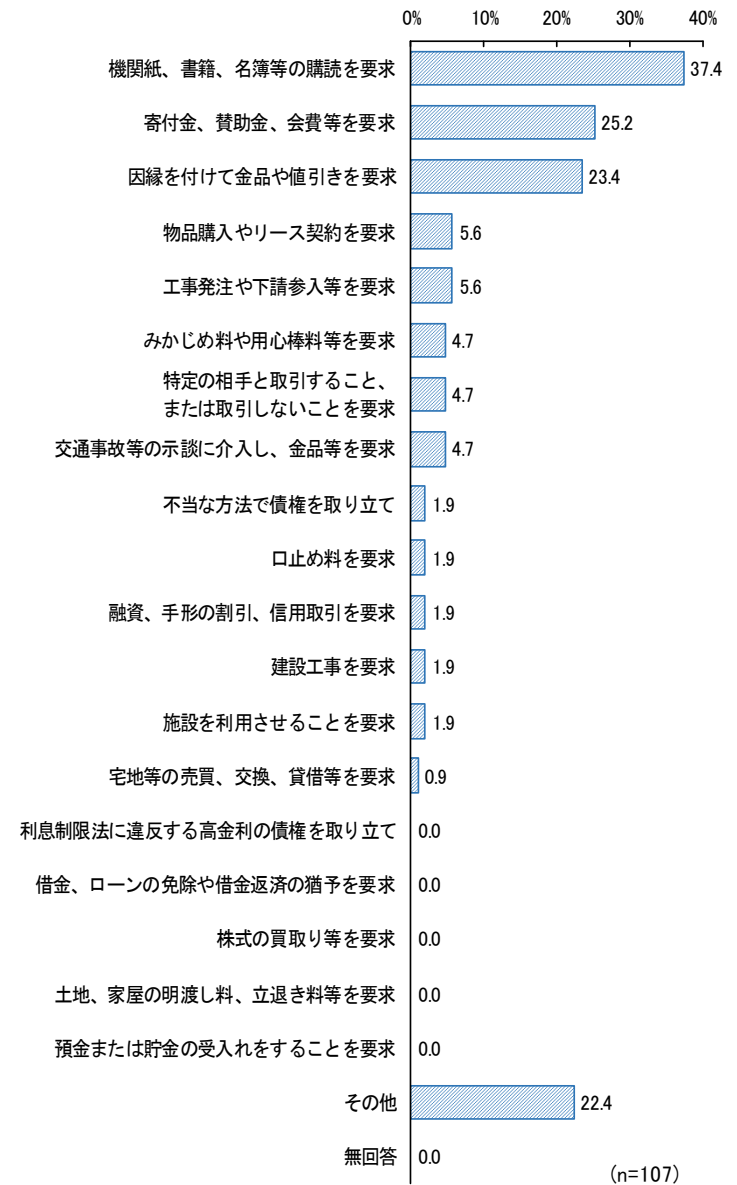 0% 10% 20% 30% 40%
機関紙、書籍、名簿等の購読を要求 37.4
寄付金、賛助金、会費等を要求 25.2
因縁を付けて金品や値引きを要求 23.4
物品購入やリース契約を要求 5.6
工事発注や下請参入等を要求 5.6
みかじめ料や用心棒料等を要求 4.7
特定の相手と取引すること、
または取引しないことを要求 4.7
交通事故等の示談に介入し、金品等を要求 4.7
不当な方法で債権を取り立て 1.9
口止め料を要求 1.9
融資、手形の割引、信用取引を要求 1.9
建設工事を要求 1.9
施設を利用させることを要求 1.9
宅地等の売買、交換、貸借等を要求 0.9
利息制限法に違反する高金利の債権を取り立て 0.0
借金、ローンの免除や借金返済の猶予を要求 0.0
株式の買取り等を要求 0.0
土地、家屋の明渡し料、立退き料等を要求 0.0
預金または貯金の受入れをすることを要求 0.0
その他 22.4
無回答 0.0
(n=107)